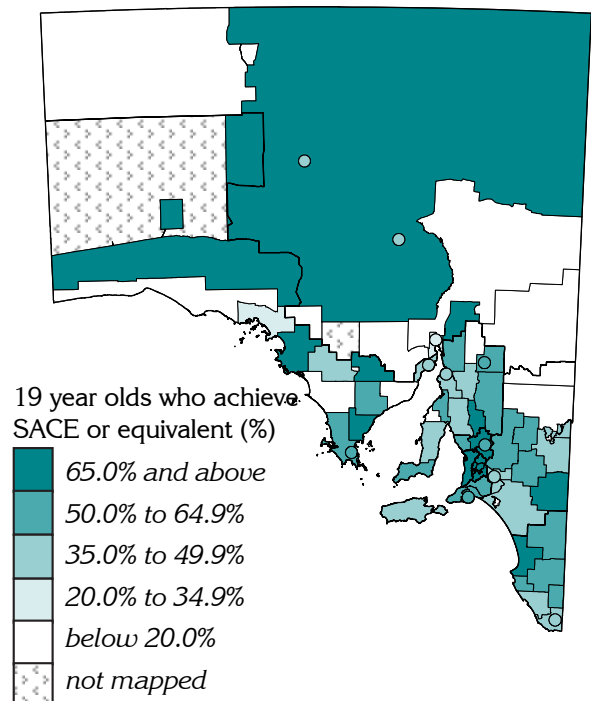 19 year olds who achieve
SACE or equivalent (%)
65.0% and above
50.0% to 64.9%
35.0% to 49.9%
20.0% to 34.9%
below 20.0%
not mapped